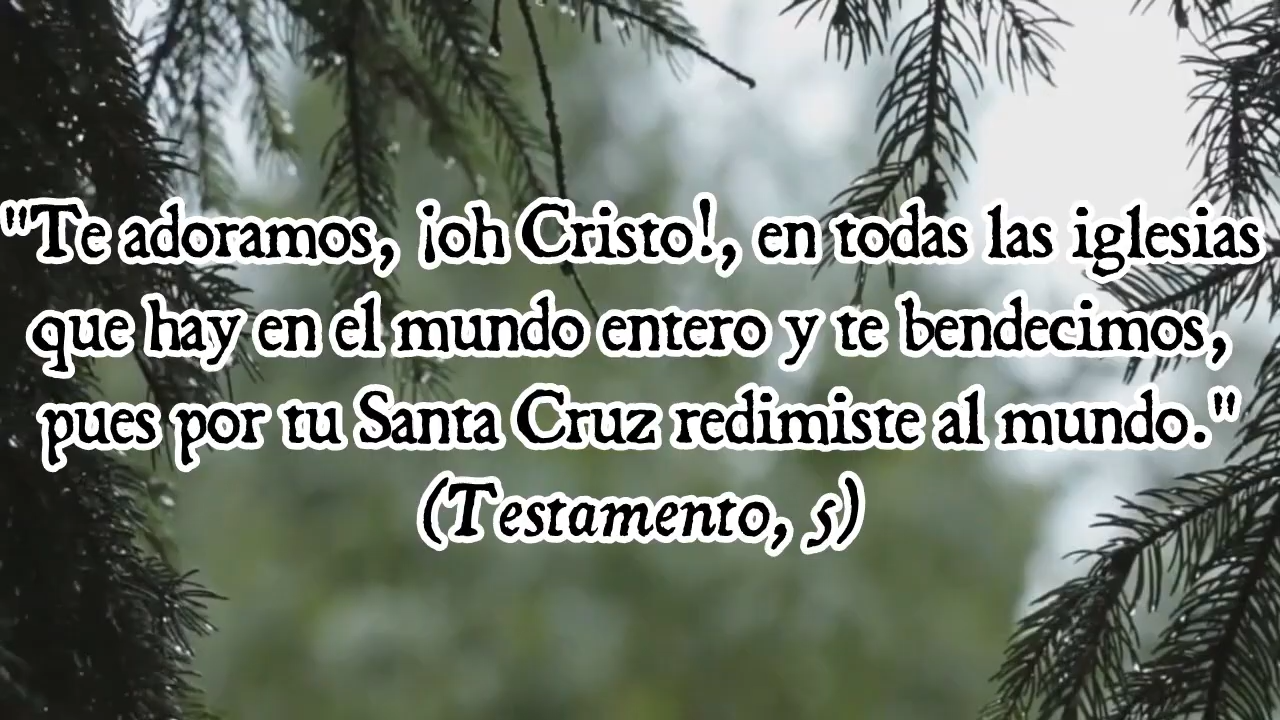 "Te adoramos, ¡oh Cristo!, en todas las iglesias
que hay en el mundo entero y te bendecimos,
pues por tu Santa Cruz redimiste al mundo."
(Testamento, 5)